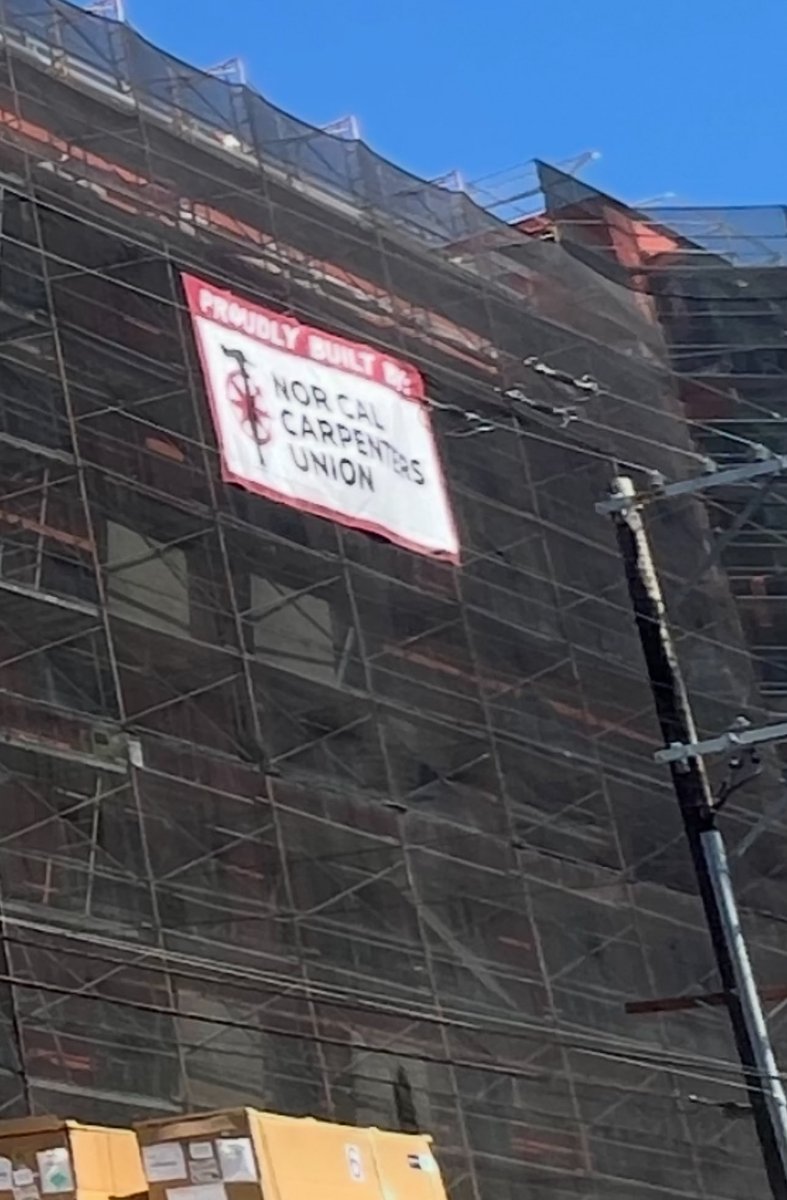 PROUDLY BUILT BY:
NOR CAL
CARPENTERS
UNION